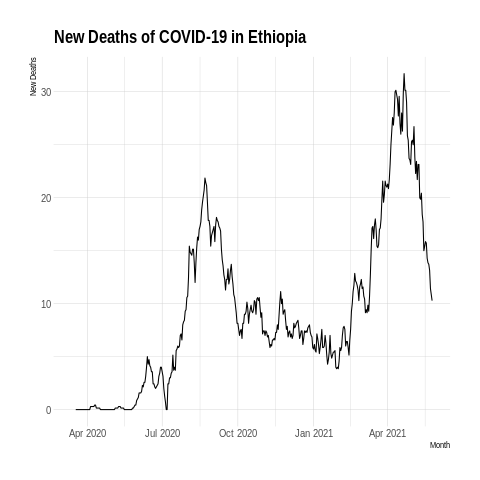 New Deaths of COVID-19 in Ethiopia
New Deaths
30
20
10
0
Apr 2020 Jul 2020 Oct 2020 Jan 2021 Apr 2021
Month